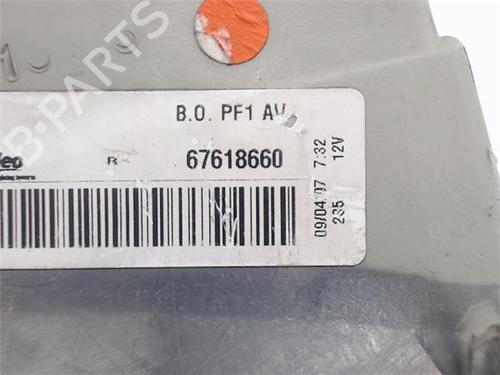 B.O. PF1 AV
R
67618660
09/04/07 7:32
235 12V
B-PARTS